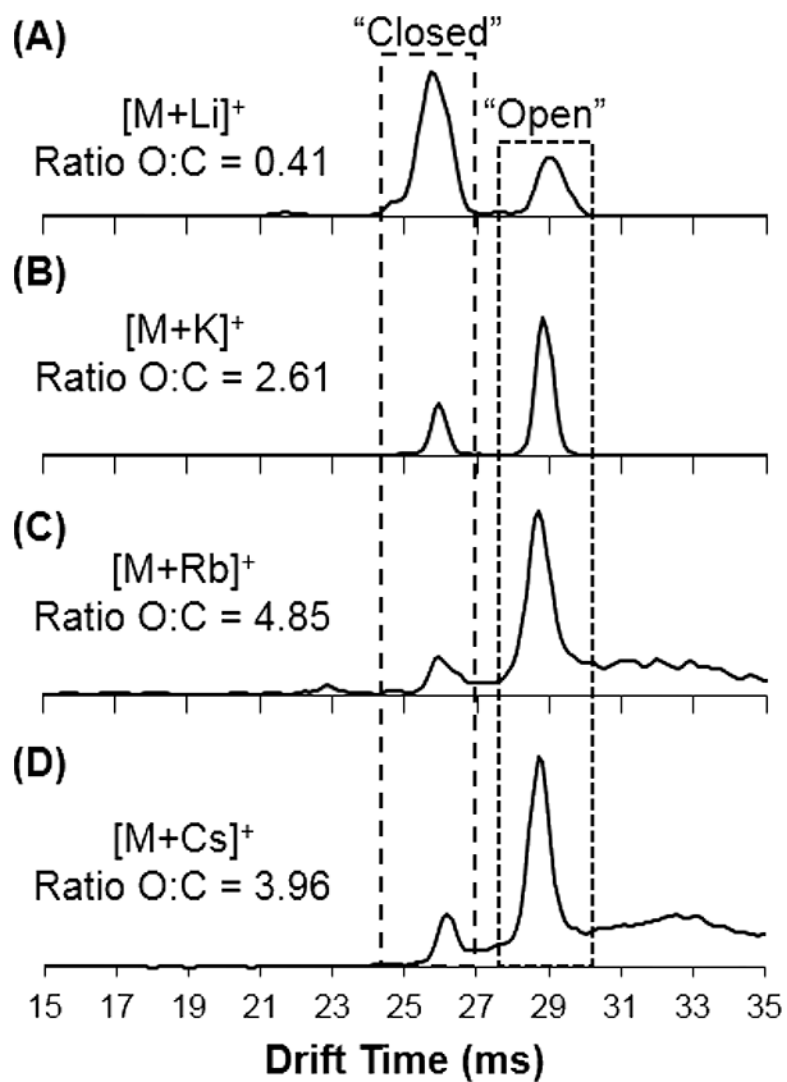 (A)
“Closed”
“Open”
[M+Li]⁺
Ratio O:C = 0.41
(B)
[M+K]⁺
Ratio O:C = 2.61
(C)
[M+Rb]⁺
Ratio O:C = 4.85
(D)
[M+Cs]⁺
Ratio O:C = 3.96
15 17 19 21 23 25 27 29 31 33 35
Drift Time (ms)